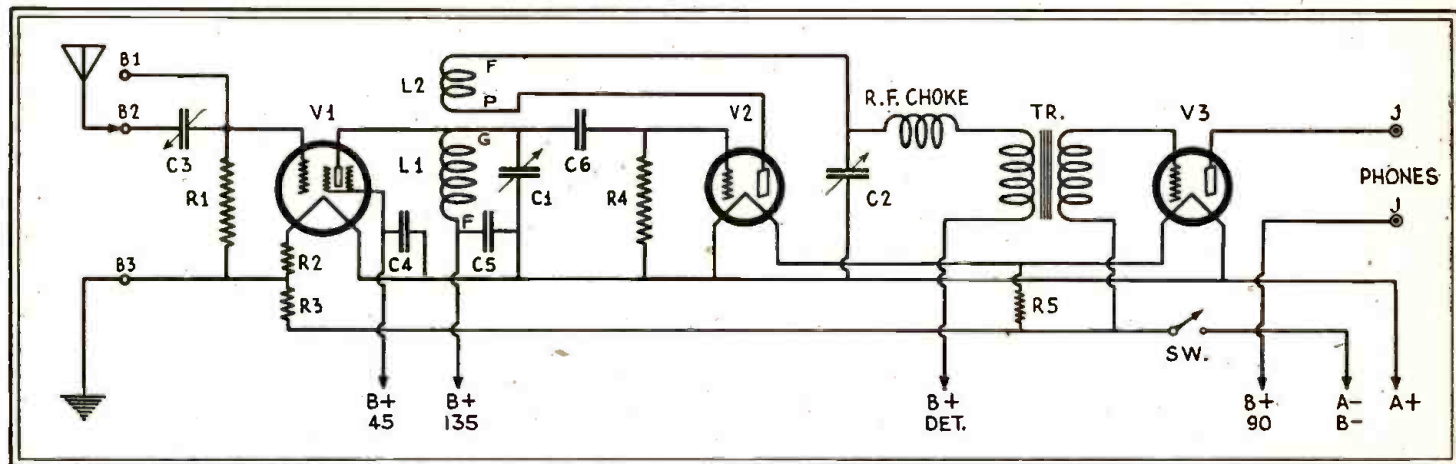 B1
B2
B3
C3
R1
V1
R2
R3
C4
L2
F
P
L1
G
F
C5
C1
C6
R4
V2
C2
R.F. CHOKE
TR.
V3
R5
SW.
J
PHONES
J
B+
45
B+
135
B+
DET.
B+
90
A-
B-
A+